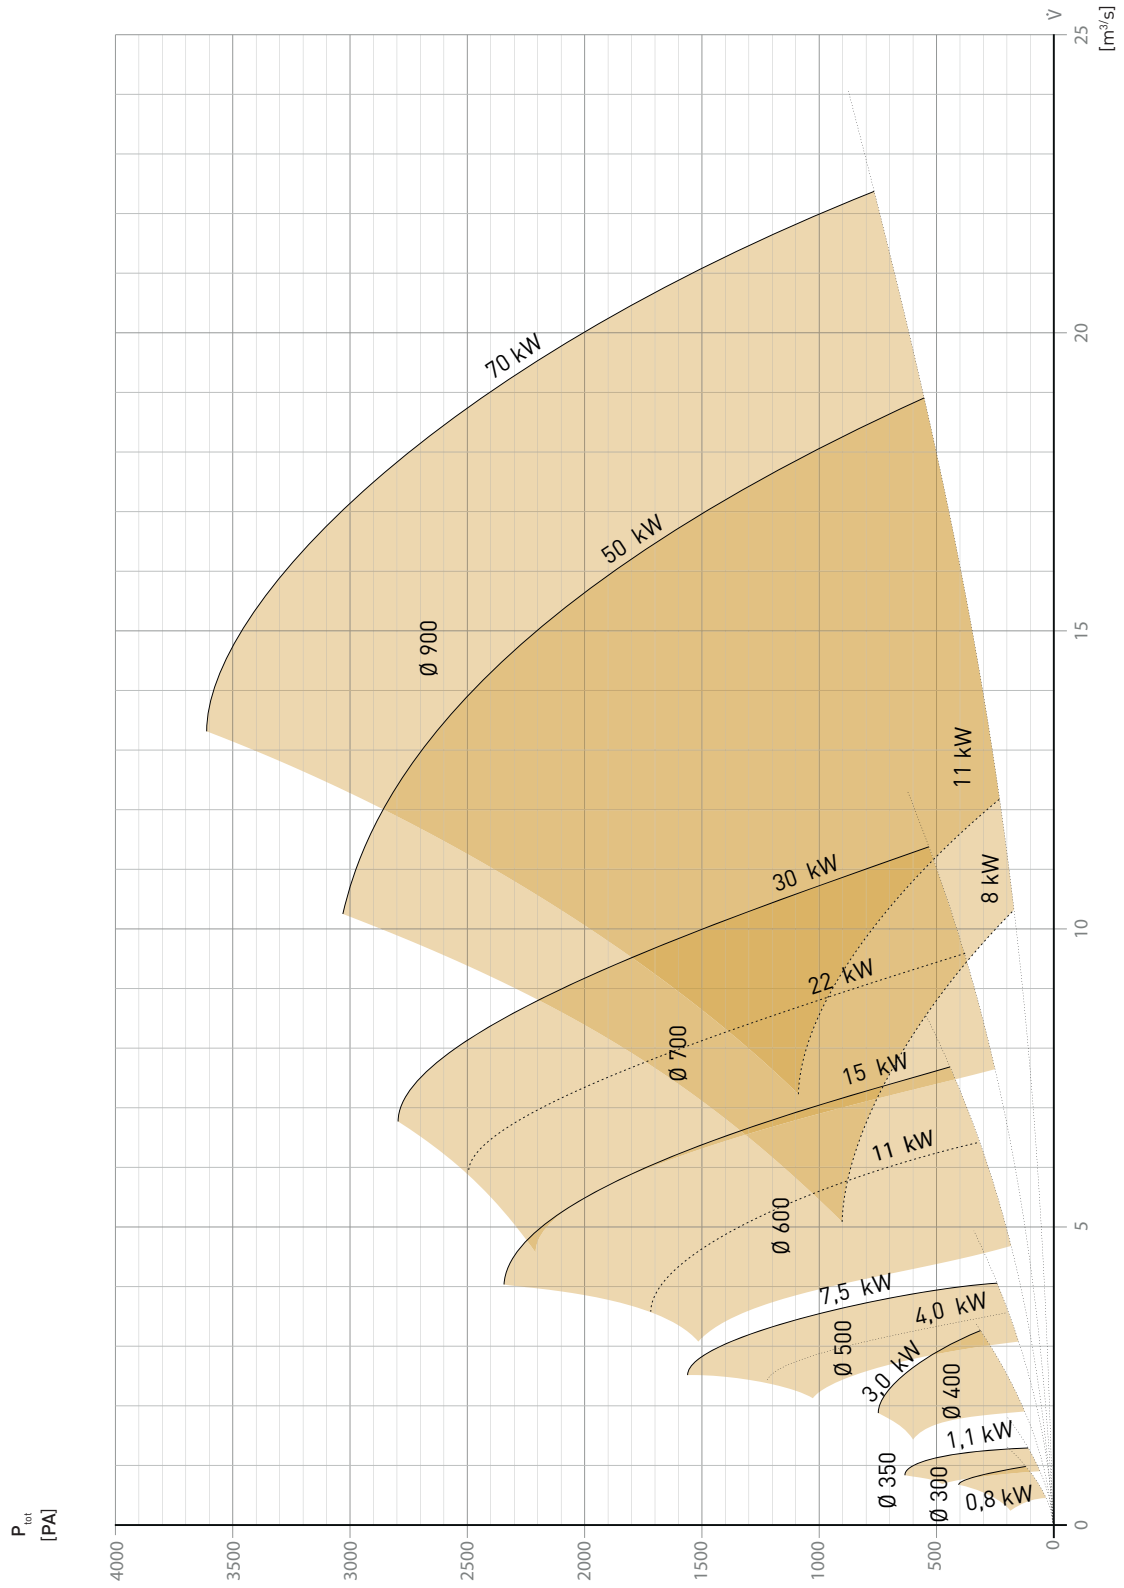 P tot
[PA]
4000
3500
3000
2500
2000
1500
1000
500
0
0
5
10
15
20
25
V̇
[m³/s]
70 kW
50 kW
Ø 900
30 kW
22 kW
Ø 700
11 kW
8 kW
15 kW
11 kW
Ø 600
7,5 kW
4,0 kW
Ø 500
3,0 kW
Ø 400
1,1 kW
Ø 350
Ø 300
0,8 kW